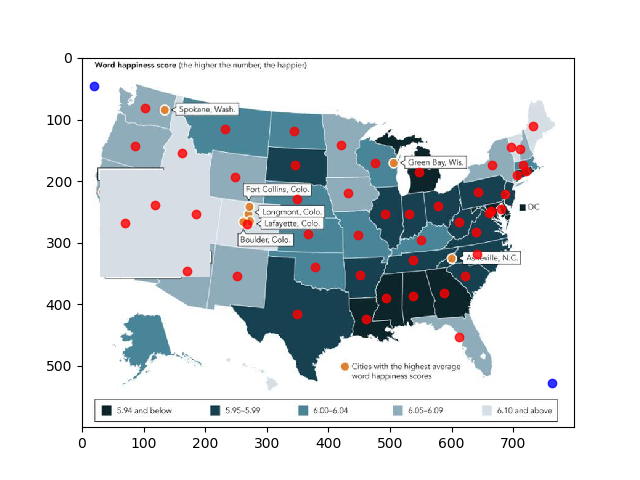 0
Word happiness score (the higher the number, the happier)
Spokane, Wash.
100
Green Bay, Wis.
200
Fort Collins, Colo.
DC
Longmont, Colo.
Lafayette, Colo.
300
Boulder, Colo.
Asheville, N.C.
400
500
Cities with the highest average
word happiness scores
5.94 and below 5.95–5.99 6.00–6.04 6.05–6.09 6.10 and above
0 100 200 300 400 500 600 700